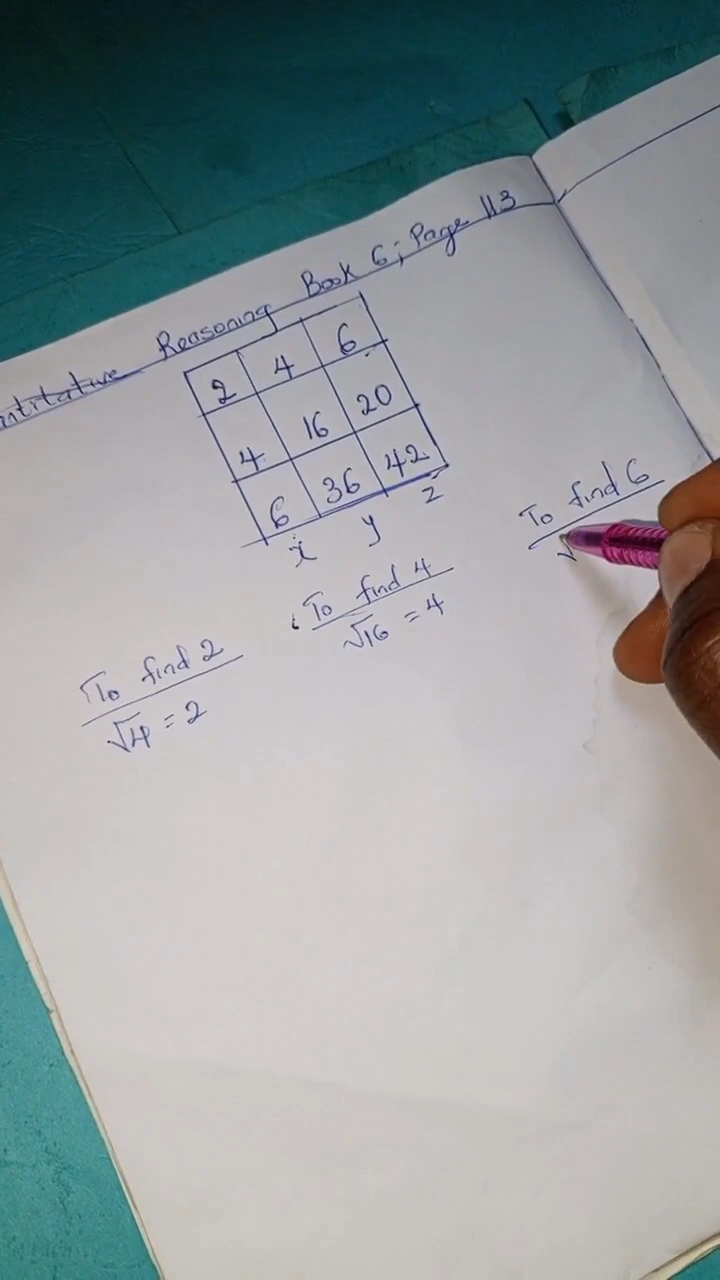 ntitative Reasoning Book 6; Page 113
2 4 6
4 16 20
6 36 42
x y z
To find 2
√4 = 2
To find 4
√16 = 4
To find 6
√